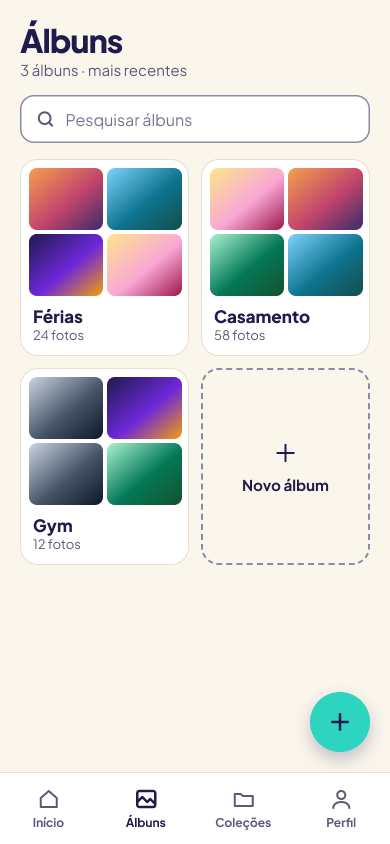 Álbuns
3 álbuns · mais recentes
Pesquisar álbuns
Férias
24 fotos
Casamento
58 fotos
Gym
12 fotos
Novo álbum
Início
Álbuns
Coleções
Perfil